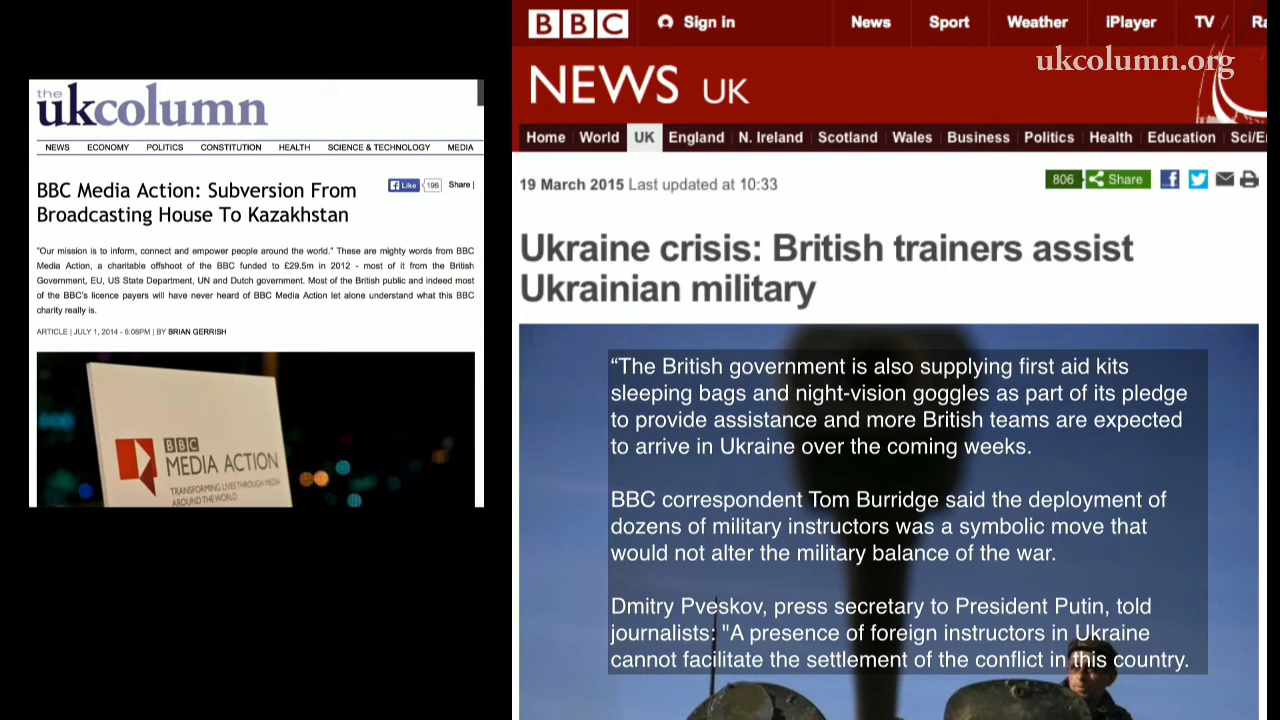 the
ukcolumn
NEWS ECONOMY POLITICS CONSTITUTION HEALTH SCIENCE & TECHNOLOGY MEDIA
BBC Media Action: Subversion From
Broadcasting House To Kazakhstan
Like 196 Share |
"Our mission is to inform, connect and empower people around the world." These are mighty words from BBC
Media Action, a charitable offshoot of the BBC funded to £29.5m in 2012 - most of it from the British
Government, EU, US State Department, UN and Dutch government. Most of the British public and indeed most
of the BBC's licence payers will have never heard of BBC Media Action let alone understand what this BBC
charity really is.
ARTICLE | JULY 1, 2014 - 6:08PM | BY BRIAN GERRISH
BBC
MEDIA ACTION
TRANSFORMING LIVES THROUGH MEDIA
AROUND THE WORLD
BBC Sign in News Sport Weather iPlayer TV Ra
ukcolumn.org
NEWS UK
Home World UK England N. Ireland Scotland Wales Business Politics Health Education Sci/E
19 March 2015 Last updated at 10:33
806 Share
Ukraine crisis: British trainers assist
Ukrainian military
“The British government is also supplying first aid kits
sleeping bags and night-vision goggles as part of its pledge
to provide assistance and more British teams are expected
to arrive in Ukraine over the coming weeks.
BBC correspondent Tom Burridge said the deployment of
dozens of military instructors was a symbolic move that
would not alter the military balance of the war.
Dmitry Pveskov, press secretary to President Putin, told
journalists: "A presence of foreign instructors in Ukraine
cannot facilitate the settlement of the conflict in this country.